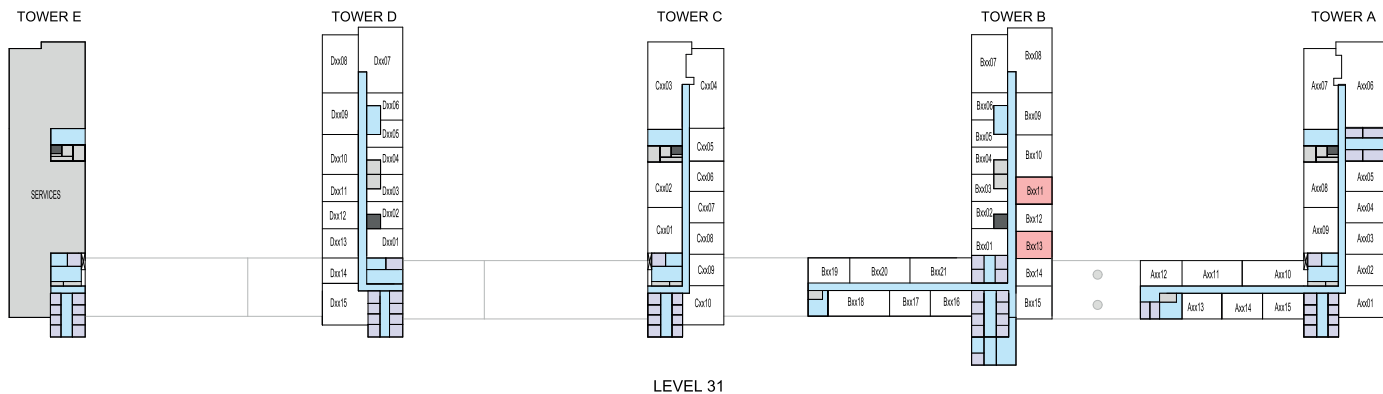 TOWER E
TOWER D
TOWER C
TOWER B
TOWER A
SERVICES
Dxx08
Dxx07
Dxx09
Dxx06
Dxx05
Dxx10
Dxx04
Dxx11
Dxx03
Dxx12
Dxx02
Dxx13
Dxx01
Dxx14
Dxx15
Cxx03
Cxx04
Cxx05
Cxx02
Cxx06
Cxx07
Cxx01
Cxx08
Cxx09
Cxx10
Bxx07
Bxx08
Bxx06
Bxx09
Bxx05
Bxx04
Bxx10
Bxx03
Bxx11
Bxx02
Bxx12
Bxx01
Bxx13
Bxx19
Bxx20
Bxx21
Bxx14
Bxx18
Bxx17
Bxx16
Bxx15
Axx07
Axx06
Axx08
Axx05
Axx04
Axx09
Axx03
Axx12
Axx11
Axx10
Axx02
Axx13
Axx14
Axx15
Axx01
LEVEL 31